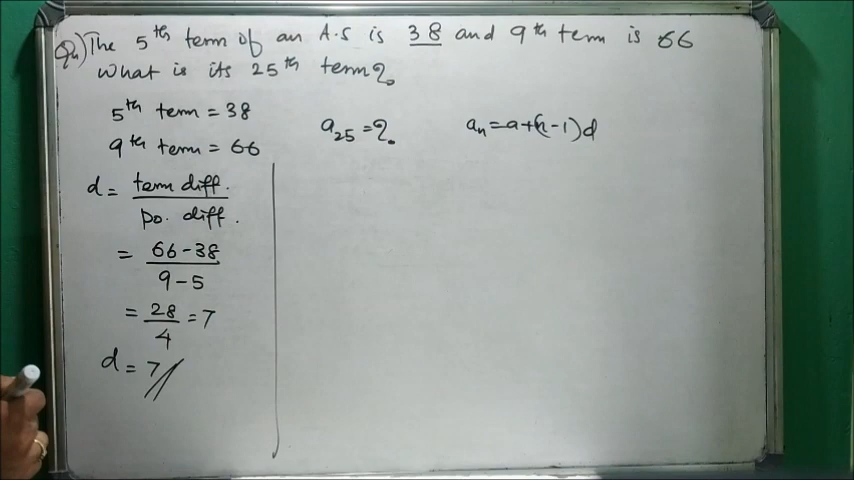 Qn) The 5th term of an A.S is 38 and 9th term is 66
What is its 25th term?
5th term = 38
9th term = 66
d = term diff.
po. diff.
= 66-38
9-5
= 28
4
= 7
d = 7//
a25 = ?
an = a+(n-1)d